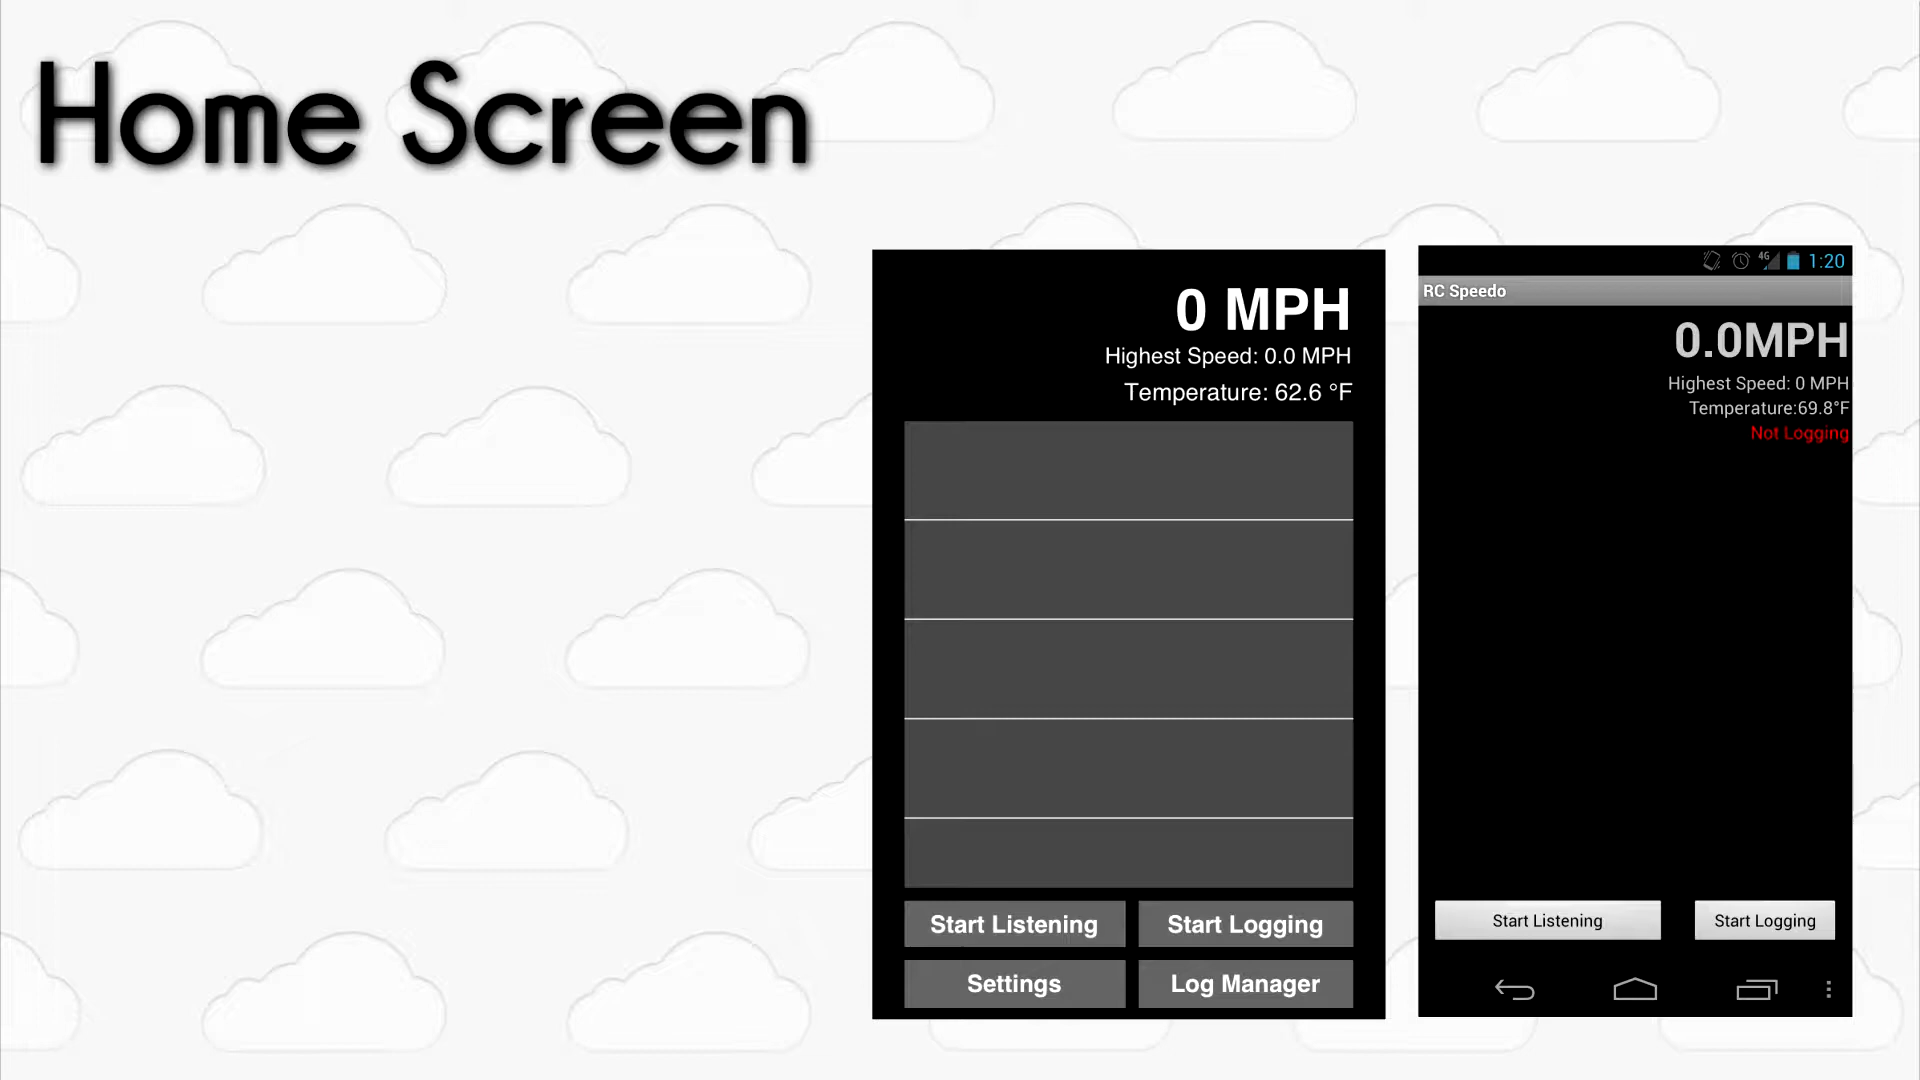 Home Screen
0 MPH
Highest Speed: 0.0 MPH
Temperature: 62.6 °F
Start Listening
Start Logging
Settings
Log Manager
4G
1:20
RC Speedo
0.0MPH
Highest Speed: 0 MPH
Temperature:69.8°F
Not Logging
Start Listening
Start Logging